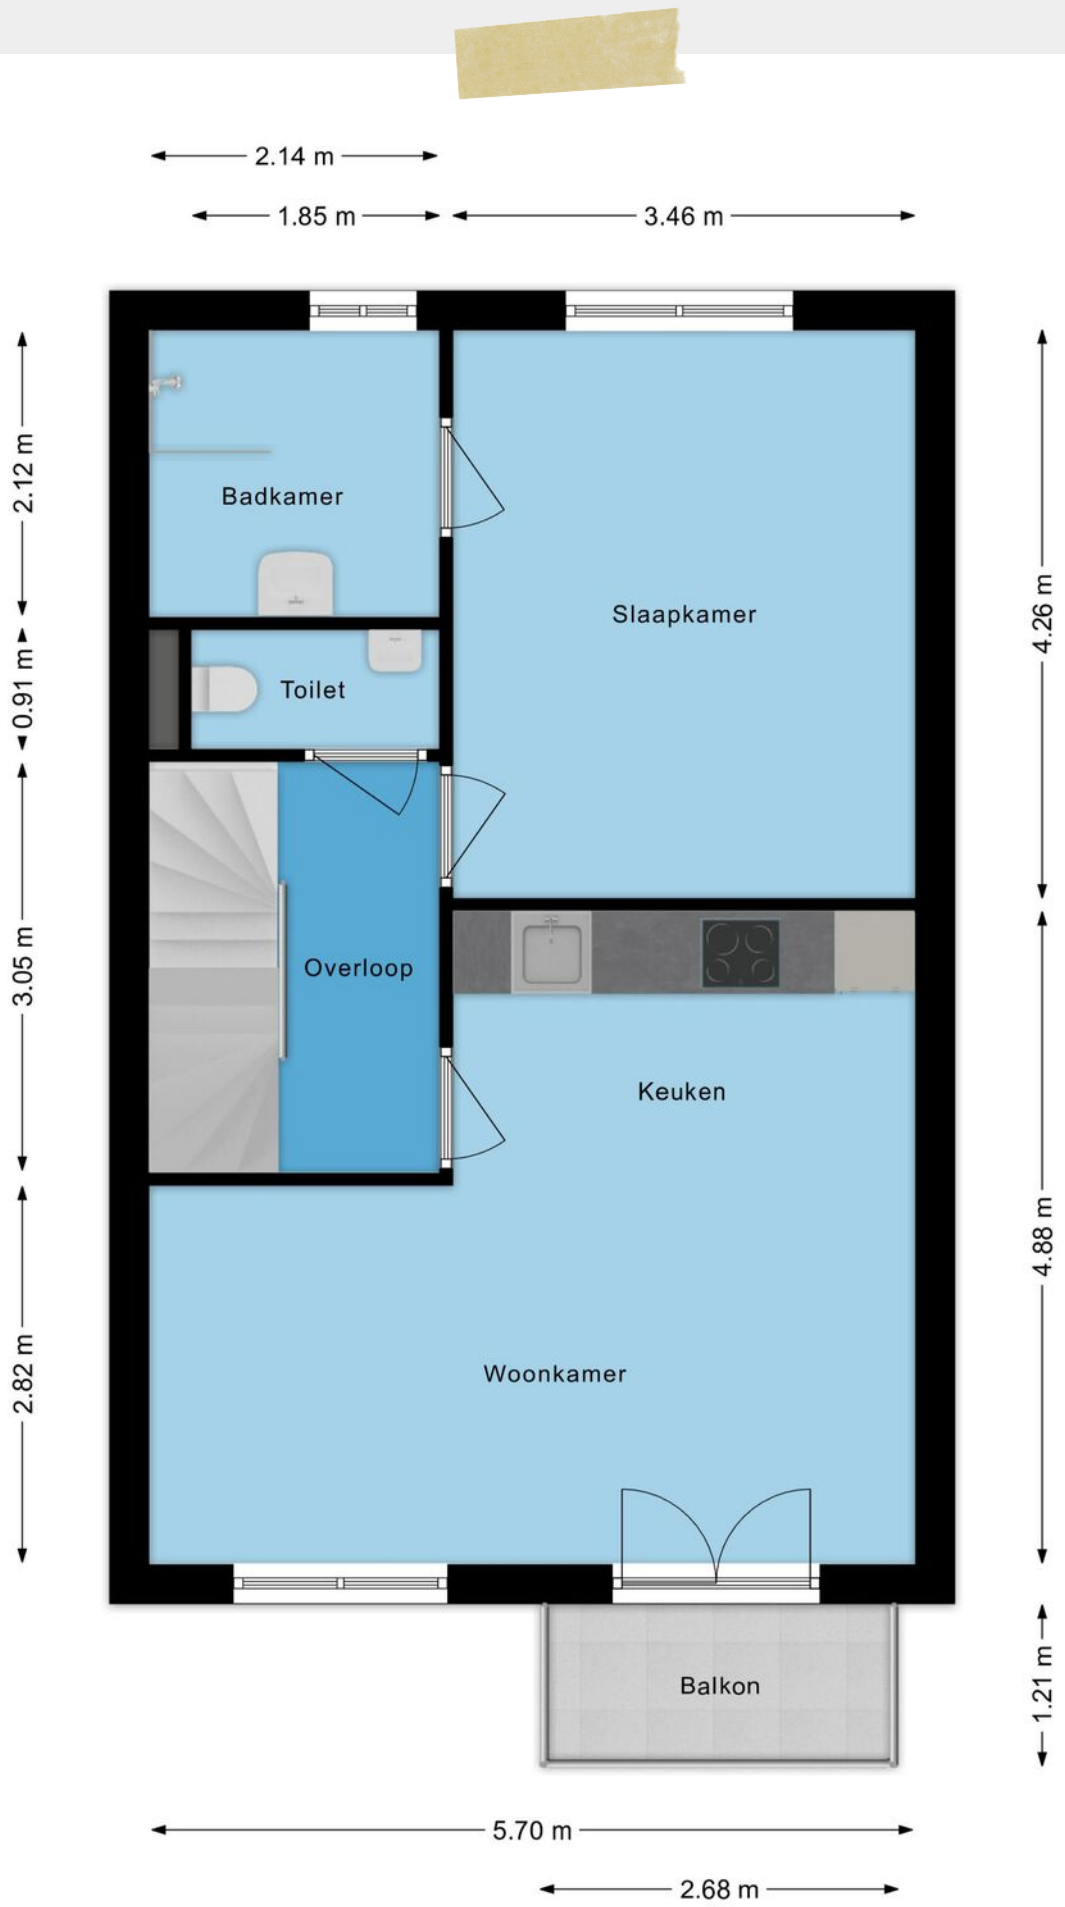 2.14 m
1.85 m
3.46 m
2.12 m
Badkamer
4.26 m
Slaapkamer
0.91 m
Toilet
3.05 m
Overloop
Keuken
4.88 m
2.82 m
Woonkamer
Balkon
1.21 m
5.70 m
2.68 m